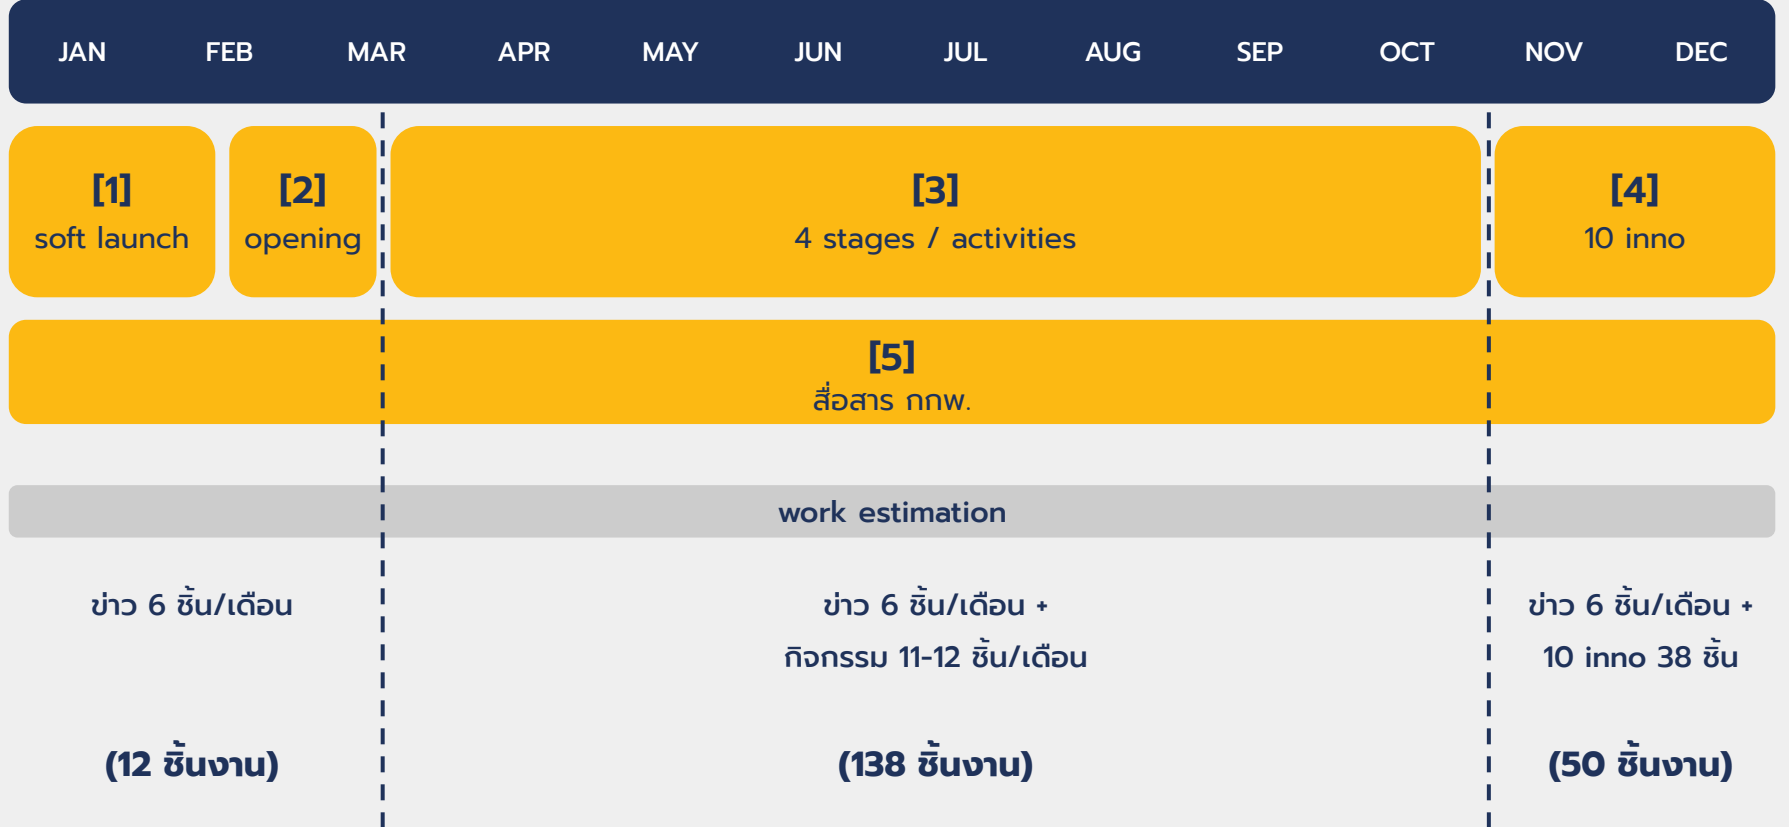 JAN FEB MAR APR MAY JUN JUL AUG SEP OCT NOV DEC
[1]
soft launch
[2]
opening
[3]
4 stages / activities
[4]
10 inno
[5]
สื่อสาร กกพ.
work estimation
ข่าว 6 ชิ้น/เดือน
(12 ชิ้นงาน)
ข่าว 6 ชิ้น/เดือน +
กิจกรรม 11-12 ชิ้น/เดือน
(138 ชิ้นงาน)
ข่าว 6 ชิ้น/เดือน +
10 inno 38 ชิ้น
(50 ชิ้นงาน)